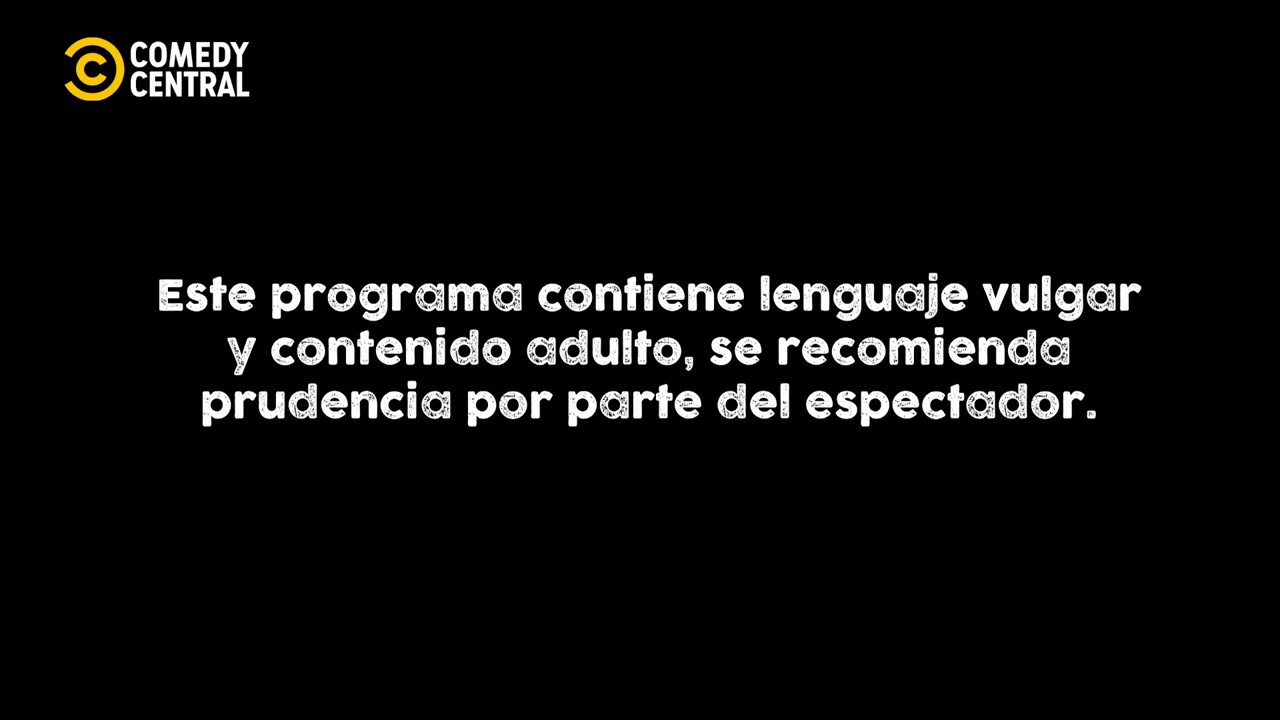 COMEDY
CENTRAL
Este programa contiene lenguaje vulgar
y contenido adulto, se recomienda
prudencia por parte del espectador.